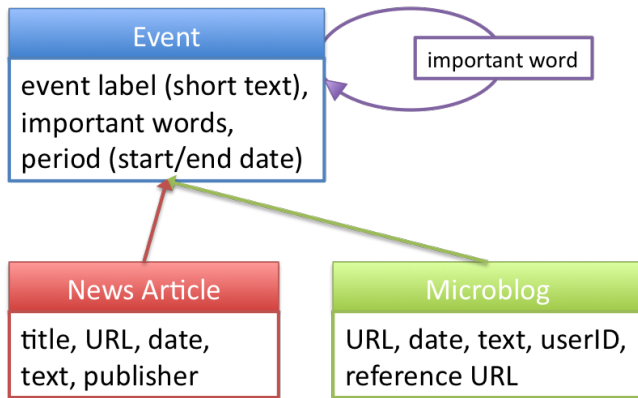 Event
important word
event label (short text),
important words,
period (start/end date)
News Article
title, URL, date,
text, publisher
Microblog
URL, date, text, userID,
reference URL